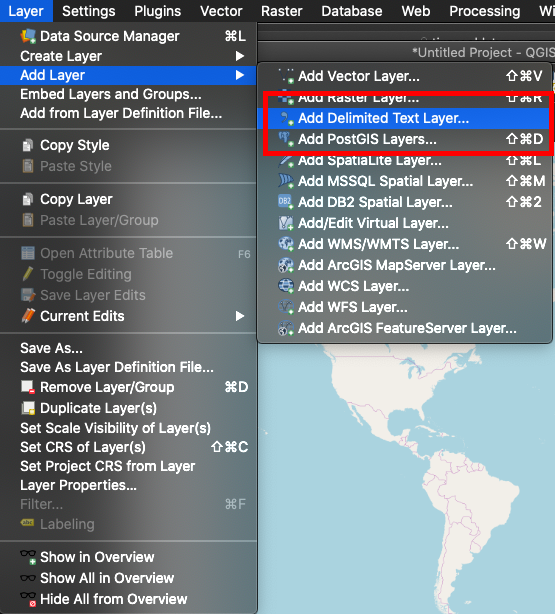 Layer Settings Plugins Vector Raster Database Web Processing Wi
*Untitled Project - QGIS
Data Source Manager ⌘L
Create Layer
Add Layer
Embed Layers and Groups...
Add from Layer Definition File...
Copy Style
Paste Style
Copy Layer
Paste Layer/Group
Open Attribute Table F6
Toggle Editing
Save Layer Edits
Current Edits
Save As...
Save As Layer Definition File...
Remove Layer/Group ⌘D
Duplicate Layer(s)
Set Scale Visibility of Layer(s)
Set CRS of Layer(s) ⇧⌘C
Set Project CRS from Layer
Layer Properties...
Filter... ⌘F
abc Labeling
Show in Overview
Show All in Overview
Hide All from Overview
Add Vector Layer... ⇧⌘V
Add Raster Layer... ⇧⌘R
Add Delimited Text Layer...
Add PostGIS Layers... ⇧⌘D
Add SpatiaLite Layer... ⇧⌘L
Add MSSQL Spatial Layer... ⇧⌘M
DB2 Add DB2 Spatial Layer... ⇧⌘2
Add/Edit Virtual Layer...
Add WMS/WMTS Layer... ⇧⌘W
Add ArcGIS MapServer Layer...
Add WCS Layer...
Add WFS Layer...
Add ArcGIS FeatureServer Layer...